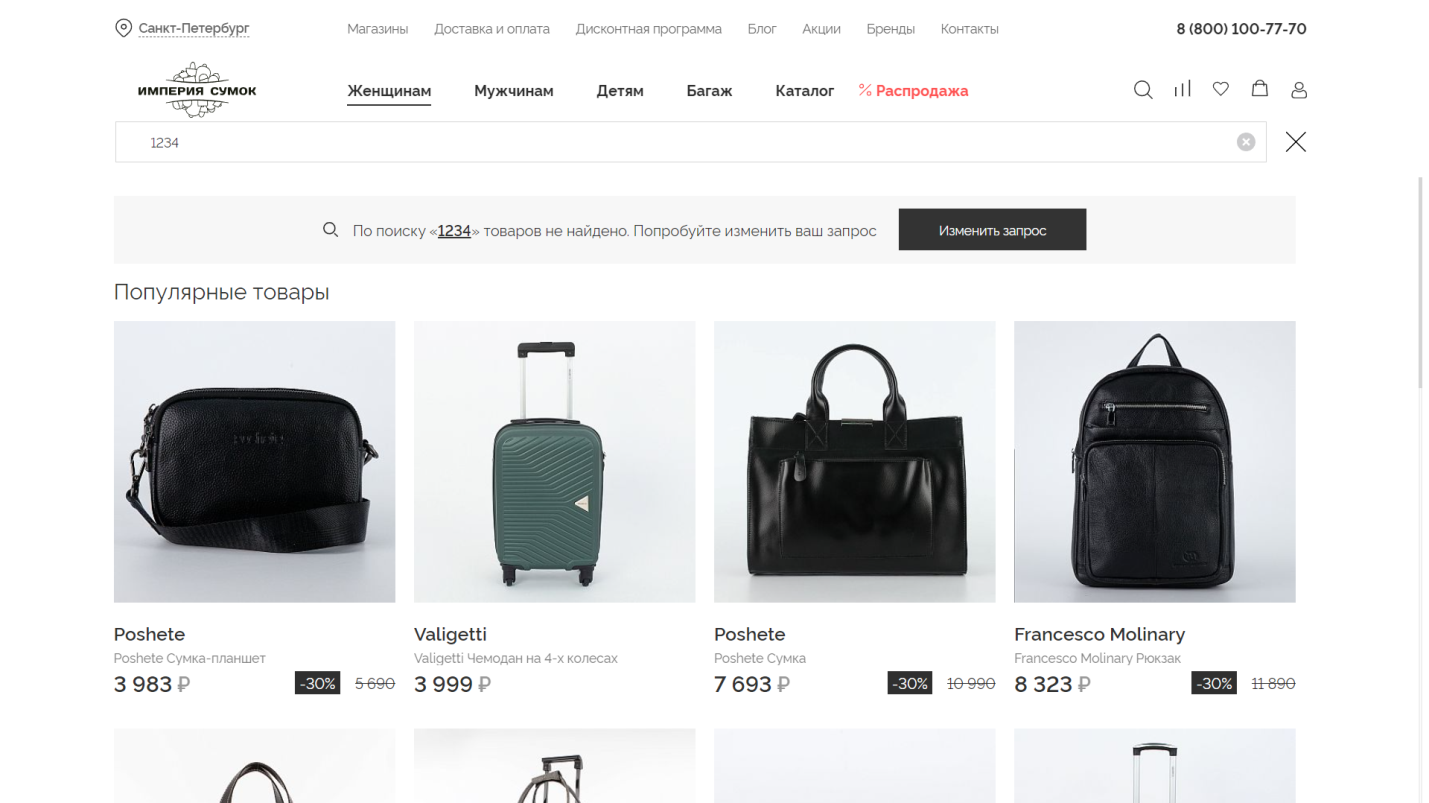 Санкт-Петербург
Магазины Доставка и оплата Дисконтная программа Блог Акции Бренды Контакты
8 (800) 100-77-70
ИМПЕРИЯ СУМОК
Женщинам Мужчинам Детям Багаж Каталог % Распродажа
1234
По поиску «1234» товаров не найдено. Попробуйте изменить ваш запрос
Изменить запрос
Популярные товары
poshete
Poshete
Poshete Сумка-планшет
3 983 ₽ -30% 5 690
Valigetti
Valigetti Чемодан на 4-х колесах
3 999 ₽
Poshete
Poshete Сумка
7 693 ₽ -30% 10 990
Francesco Molinary
Francesco Molinary Рюкзак
8 323 ₽ -30% 11 890